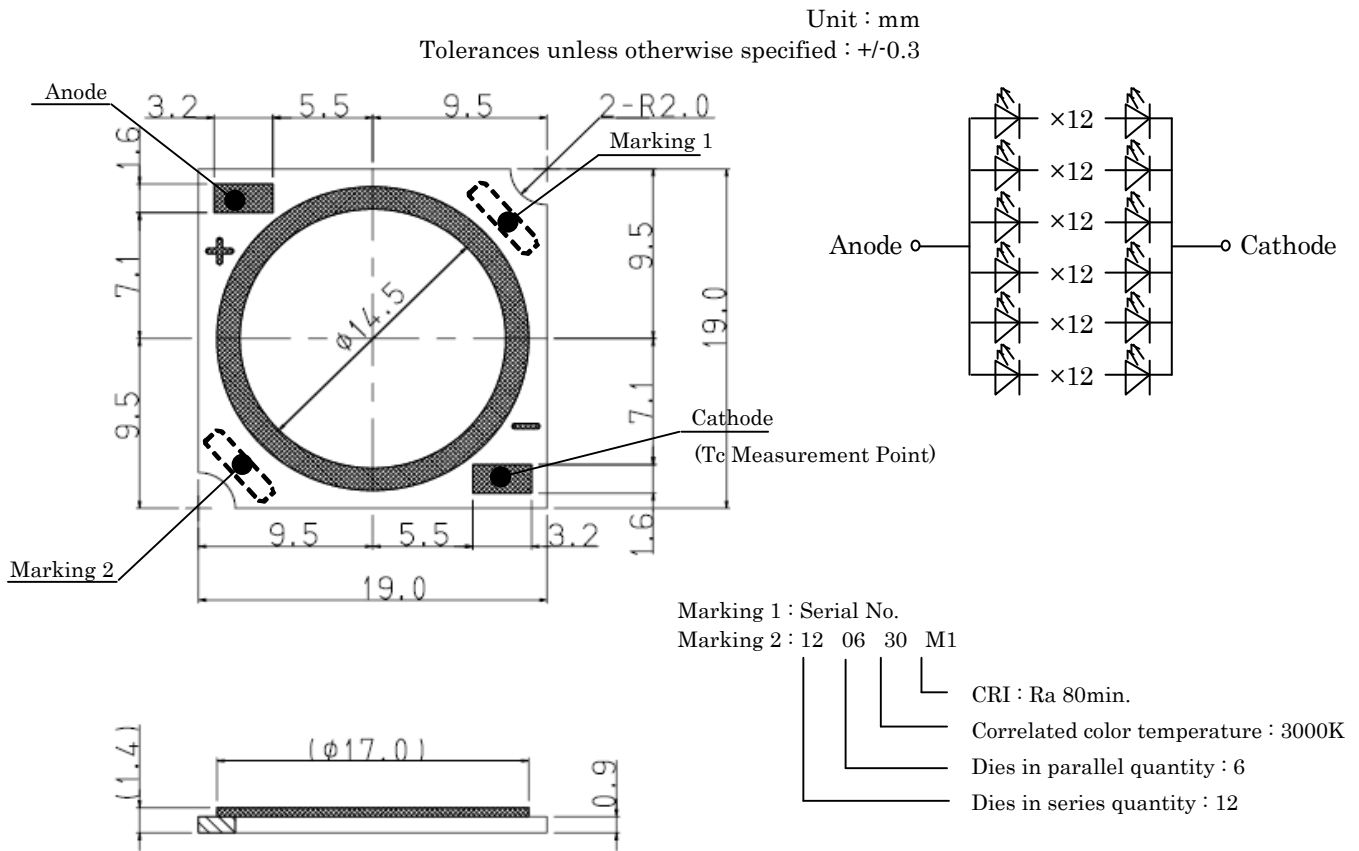 Unit : mm
Tolerances unless otherwise specified : +/-0.3
Anode
3.2
5.5
9.5
2-R2.0
Marking 1
1.6
7.1
9.5
+
ø14.5
9.5
19.0
7.1
1.6
-
Cathode
(Tc Measurement Point)
9.5
5.5
3.2
Marking 2
19.0
×12
×12
×12
Anode
Cathode
×12
×12
×12
Marking 1 : Serial No.
Marking 2 : 12 06 30 M1
CRI : Ra 80min.
Correlated color temperature : 3000K
Dies in parallel quantity : 6
Dies in series quantity : 12
(1.4)
(ø17.0)
0.9